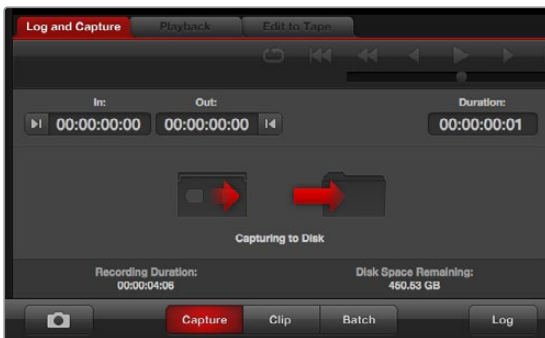 Log and Capture Playback Edit to Tape
In: Out: Duration:
00:00:00:00 00:00:00:00 00:00:00:01
Capturing to Disk
Recording Duration: Disk Space Remaining:
00:00:04:06 460.53 GB
Capture Clip Batch Log